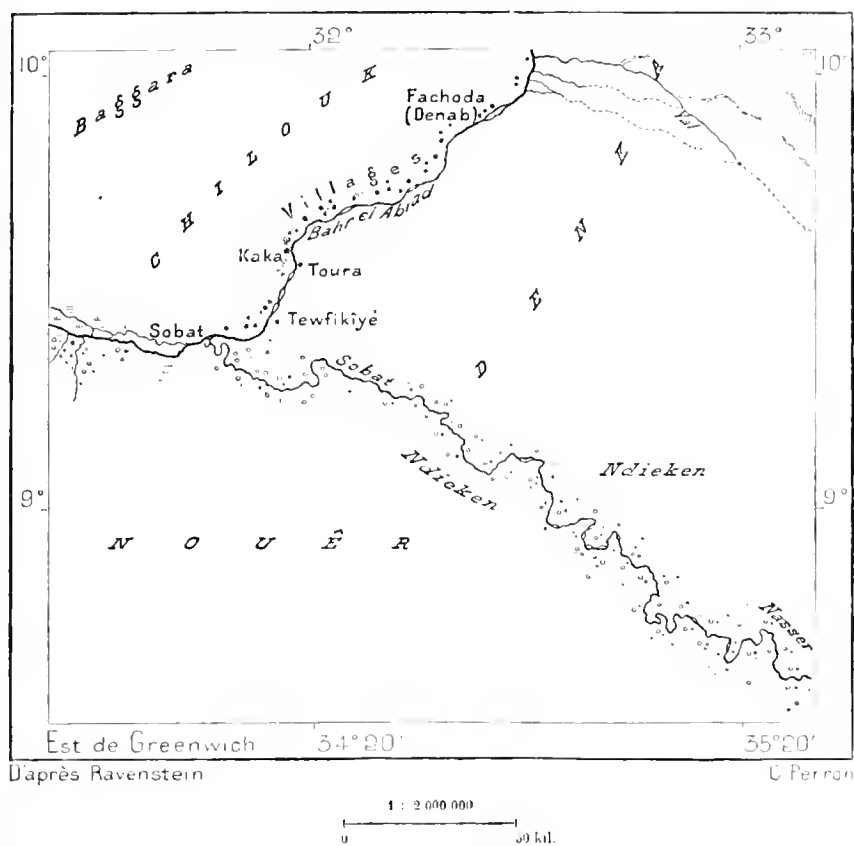 32° 33°
10° 10°
Baggara
CHILOUK
Fachoda
(Denab)
Yal
Villages
Bahr el Abiad
DENKA
Kaka
Toura
Sobat
Tewfikîyé
Sobat
Ndieken
Ndieken
9° 9°
NOUÊR
Nasser
Est de Greenwich 34°20' 35°20'
D'après Ravenstein C Perron
1 : 2 000 000
0 50 kil.